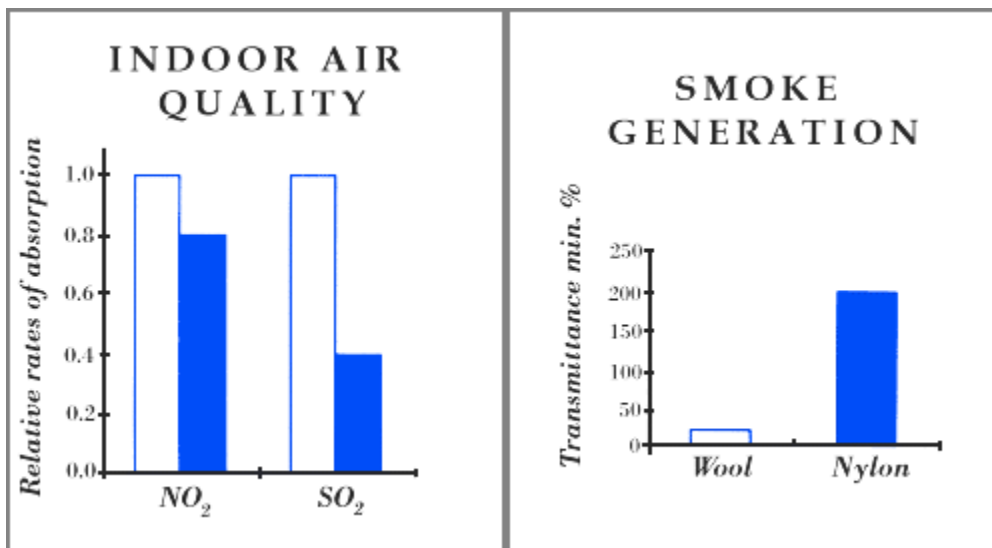 INDOOR AIR
QUALITY
Relative rates of absorption
1.0
0.8
0.6
0.4
0.2
0.0
NO₂
SO₂
SMOKE
GENERATION
Transmittance min. %
250
200
150
100
50
0
Wool
Nylon